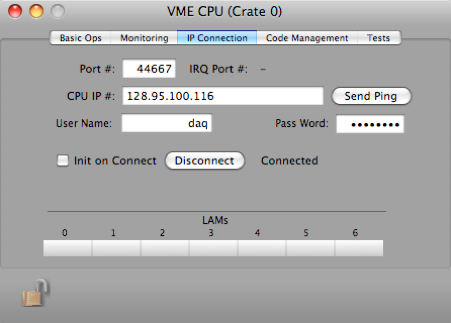 VME CPU (Crate 0)
Basic Ops Monitoring IP Connection Code Management Tests
Port #: 44667 IRQ Port #: –
CPU IP #: 128.95.100.116 Send Ping
User Name: daq Pass Word: ••••••••
Init on Connect Disconnect Connected
LAMs
0 1 2 3 4 5 6